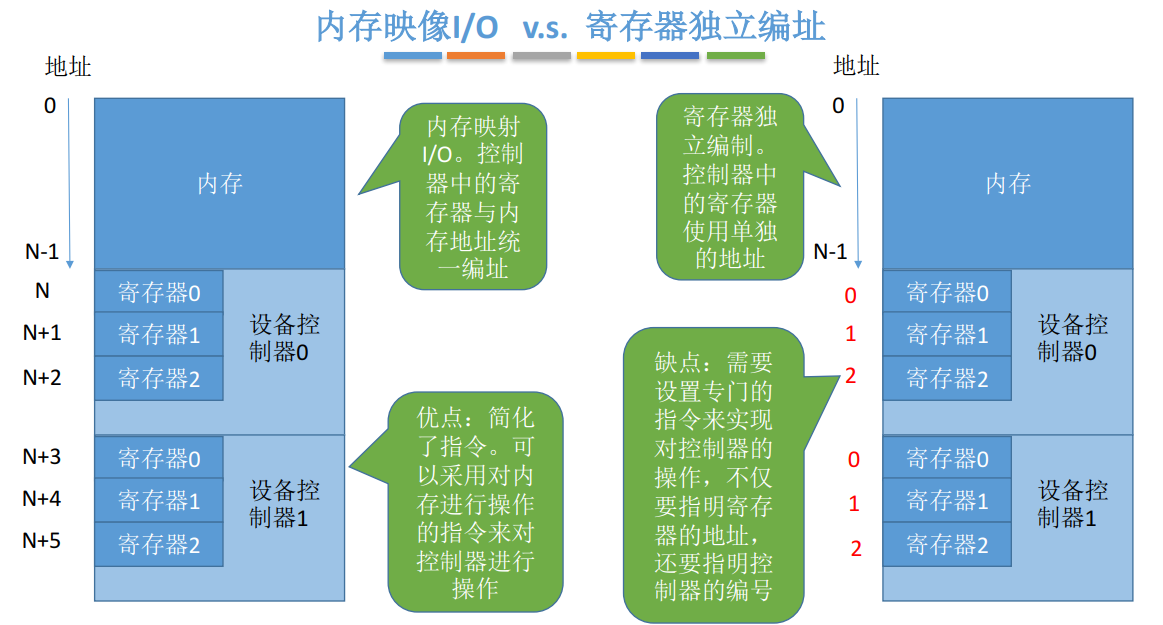 内存映像I/O v.s. 寄存器独立编址
地址
0
N-1
N
N+1
N+2
N+3
N+4
N+5
内存
寄存器0
寄存器1
寄存器2
设备控
制器0
寄存器0
寄存器1
寄存器2
设备控
制器1
内存映射
I/O。控制
器中的寄
存器与内
存地址统
一编址
优点：简化
了指令。可
以采用对内
存进行操作
的指令来对
控制器进行
操作
寄存器独
立编制。
控制器中
的寄存器
使用单独
的地址
缺点：需要
设置专门的
指令来实现
对控制器的
操作，不仅
要指明寄存
器的地址，
还要指明控
制器的编号
地址
0
N-1
0
1
2
0
1
2
内存
寄存器0
寄存器1
寄存器2
设备控
制器0
寄存器0
寄存器1
寄存器2
设备控
制器1